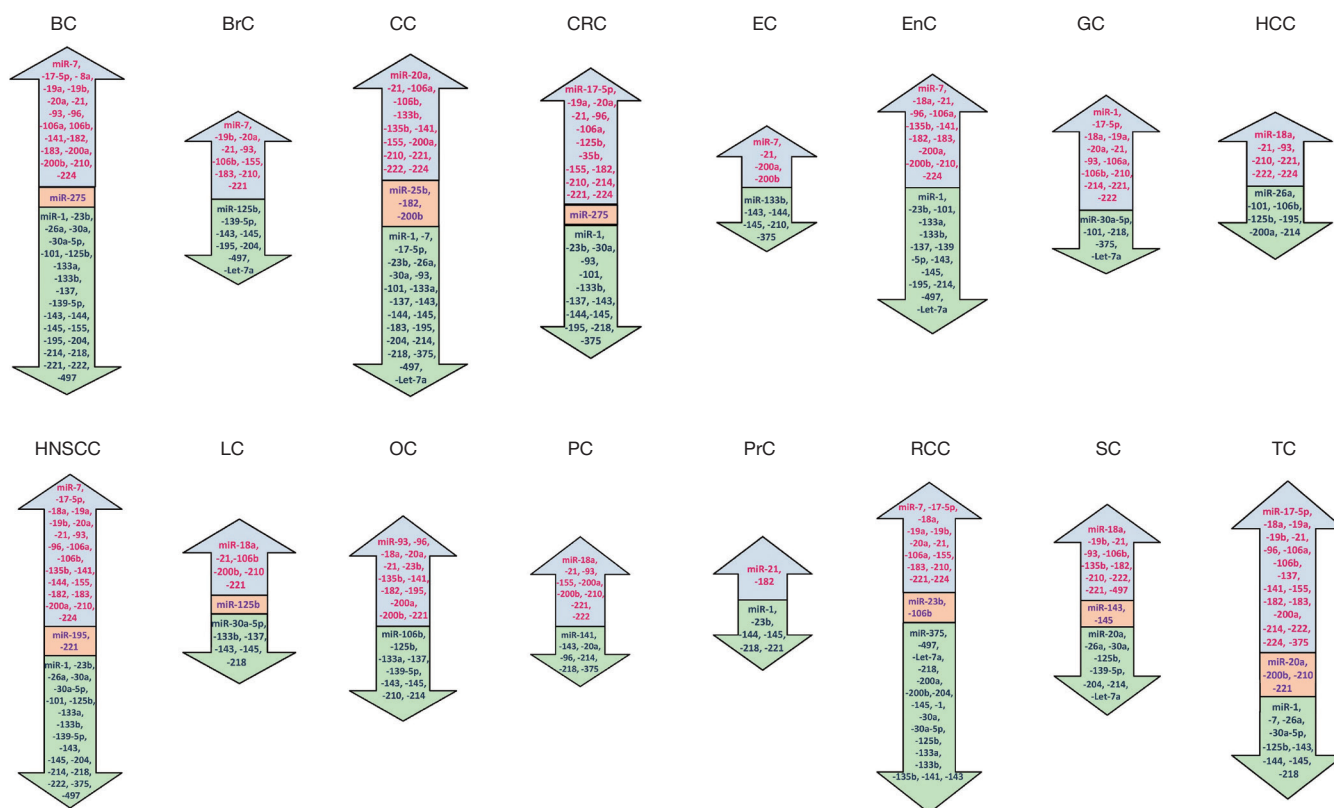 BC
BrC
CC
CRC
EC
EnC
GC
HCC
miR-7,
-17-5p, - 8a,
-19a, -19b,
-20a, -21,
-93, -96,
-106a, 106b,
-141, -182,
-183, -200a,
-200b, -210,
-224
miR-275
miR-1, -23b,
-26a, -30a,
-30a-5p,
-101, -125b,
-133a,
-133b,
-137,
-139-5p,
-143, -144,
-145, -155,
-195, -204,
-214, -218,
-221, -222,
-497
miR-7,
-19b, -20a,
-21, -93,
-106b, -155,
-183, -210,
-221
miR-125b,
-139-5p,
-143, -145,
-195, -204,
-497,
-Let-7a
miR-20a,
-21, -106a,
-106b,
-133b,
-135b, -141,
-155, -200a,
-210, -221,
-222, -224
miR-25b,
-182,
-200b
miR-1, -7,
-17-5p,
-23b, -26a,
-30a, -93,
-101, -133a,
-137, -143,
-144, -145,
-183, -195
-204, -214,
-218, -375,
-497,
-Let-7a
miR-17-5p,
-19a, -20a,
-21, -96,
-106a,
-125b,
-35b,
-155, -182,
-210, -214,
-221, -224
miR-275
miR-1,
-23b, -30a,
-93,
-101,
-133b,
-137, -143,
-144,-145,
-195, -218,
-375
miR-7,
-21,
-200a,
-200b
miR-133b,
-143, -144,
-145, -210,
-375
miR-7,
-18a, -21,
-96, -106a,
-135b, -141,
-182, -183,
-200a,
-200b, -210,
-224
miR-1,
-23b, -101,
-133a,
-133b,
-137, -139
-5p, -143,
-145,
-195, -214,
-497,
-Let-7a
miR-1,
-17-5p,
-18a, -19a,
-20a, -21,
-93, -106a,
-106b, -210,
-214, -221,
-222
miR-30a-5p,
-101, -218,
-375,
-Let-7a
miR-18a,
-21, -93,
-210, -221,
-222, -224
miR-26a,
-101, -106b,
-125b, -195,
-200a, -214
HNSCC
LC
OC
PC
PrC
RCC
SC
TC
miR-7,
-17-5p,
-18a, -19a,
-19b, -20a,
-21, -93,
-96, -106a,
-106b,
-135b, -141,
-144, -155,
-182, -183,
-200a, -210,
-224
miR-195,
-221
miR-1, -23b,
-26a, -30a,
-30a-5p,
-101, -125b,
-133a,
-133b,
-139-5p,
-143,
-145, -204,
-214, -218,
-222, -375,
-497
miR-18a,
-21,-106b
-200b, -210
-221
miR-125b
miR-30a-5p,
-133b, -137,
-143, -145,
-218
miR-93, -96,
-18a, -20a,
-21, -23b,
-135b, -141,
-182, -195,
-200a,
-200b, -221
miR-106b,
-125b,
-133a, -137,
-139-5p,
-143, -145,
-210, -214
miR-18a,
-21, -93,
-155, -200a,
-200b, -210,
-221,
-222
miR-141,
-143, -20a,
-96, -214,
-218, -375
miR-21,
-182
miR-1,
-23b,
-144, -145,
-218, -221
miR-7, -17-5p,
-18a,
-19a, -19b,
-20a, -21,
-106a, -155,
-183, -210,
-221,-224
miR-23b,
-106b
miR-375,
-497,
-Let-7a,
-218,
-200a,
-200b,-204,
-145, -1,
-30a,
-30a-5p,
-125b,
-133a,
-133b,
-135b, -141, -143
miR-18a,
-19b, -21,
-93, -106b,
-135b,-182,
-210, -222,
-221, -497
miR-143,
-145
miR-20a,
-26a, -30a,
-125b,
-139-5p,
-204, -214,
-Let-7a
miR-17-5p,
-18a, -19a,
-19b, -21,
-96, -106a,
-106b,
-137,
-141, -155,
-182, -183,
-200a,
-214, -222,
-224, -375
miR-20a,
-200b, -210
-221
miR-1,
-7, -26a,
-30a-5p,
-125b, -143,
-144, -145,
-218